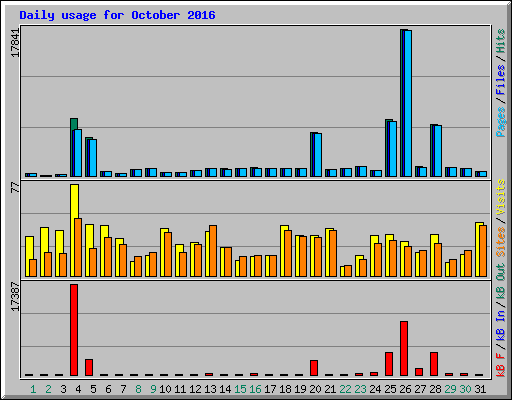 Daily usage for October 2016
17841
Pages / Files / Hits
77
Sites / Visits
17387
kB F / kB In / kB Out
1 2 3 4 5 6 7 8 9 10 11 12 13 14 15 16 17 18 19 20 21 22 23 24 25 26 27 28 29 30 31